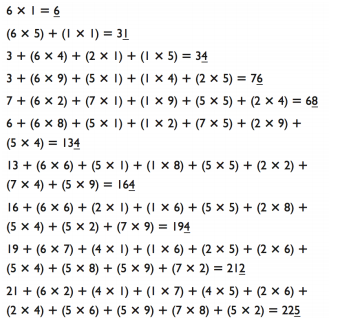 6 × 1 = 6
(6 × 5) + (1 × 1) = 31
3 + (6 × 4) + (2 × 1) + (1 × 5) = 34
3 + (6 × 9) + (5 × 1) + (1 × 4) + (2 × 5) = 76
7 + (6 × 2) + (7 × 1) + (1 × 9) + (5 × 5) + (2 × 4) = 68
6 + (6 × 8) + (5 × 1) + (1 × 2) + (7 × 5) + (2 × 9) +
(5 × 4) = 134
13 + (6 × 6) + (5 × 1) + (1 × 8) + (5 × 5) + (2 × 2) +
(7 × 4) + (5 × 9) = 164
16 + (6 × 6) + (2 × 1) + (1 × 6) + (5 × 5) + (2 × 8) +
(5 × 4) + (5 × 2) + (7 × 9) = 194
19 + (6 × 7) + (4 × 1) + (1 × 6) + (2 × 5) + (2 × 6) +
(5 × 4) + (5 × 8) + (5 × 9) + (7 × 2) = 212
21 + (6 × 2) + (4 × 1) + (1 × 7) + (4 × 5) + (2 × 6) +
(2 × 4) + (5 × 6) + (5 × 9) + (7 × 8) + (5 × 2) = 225